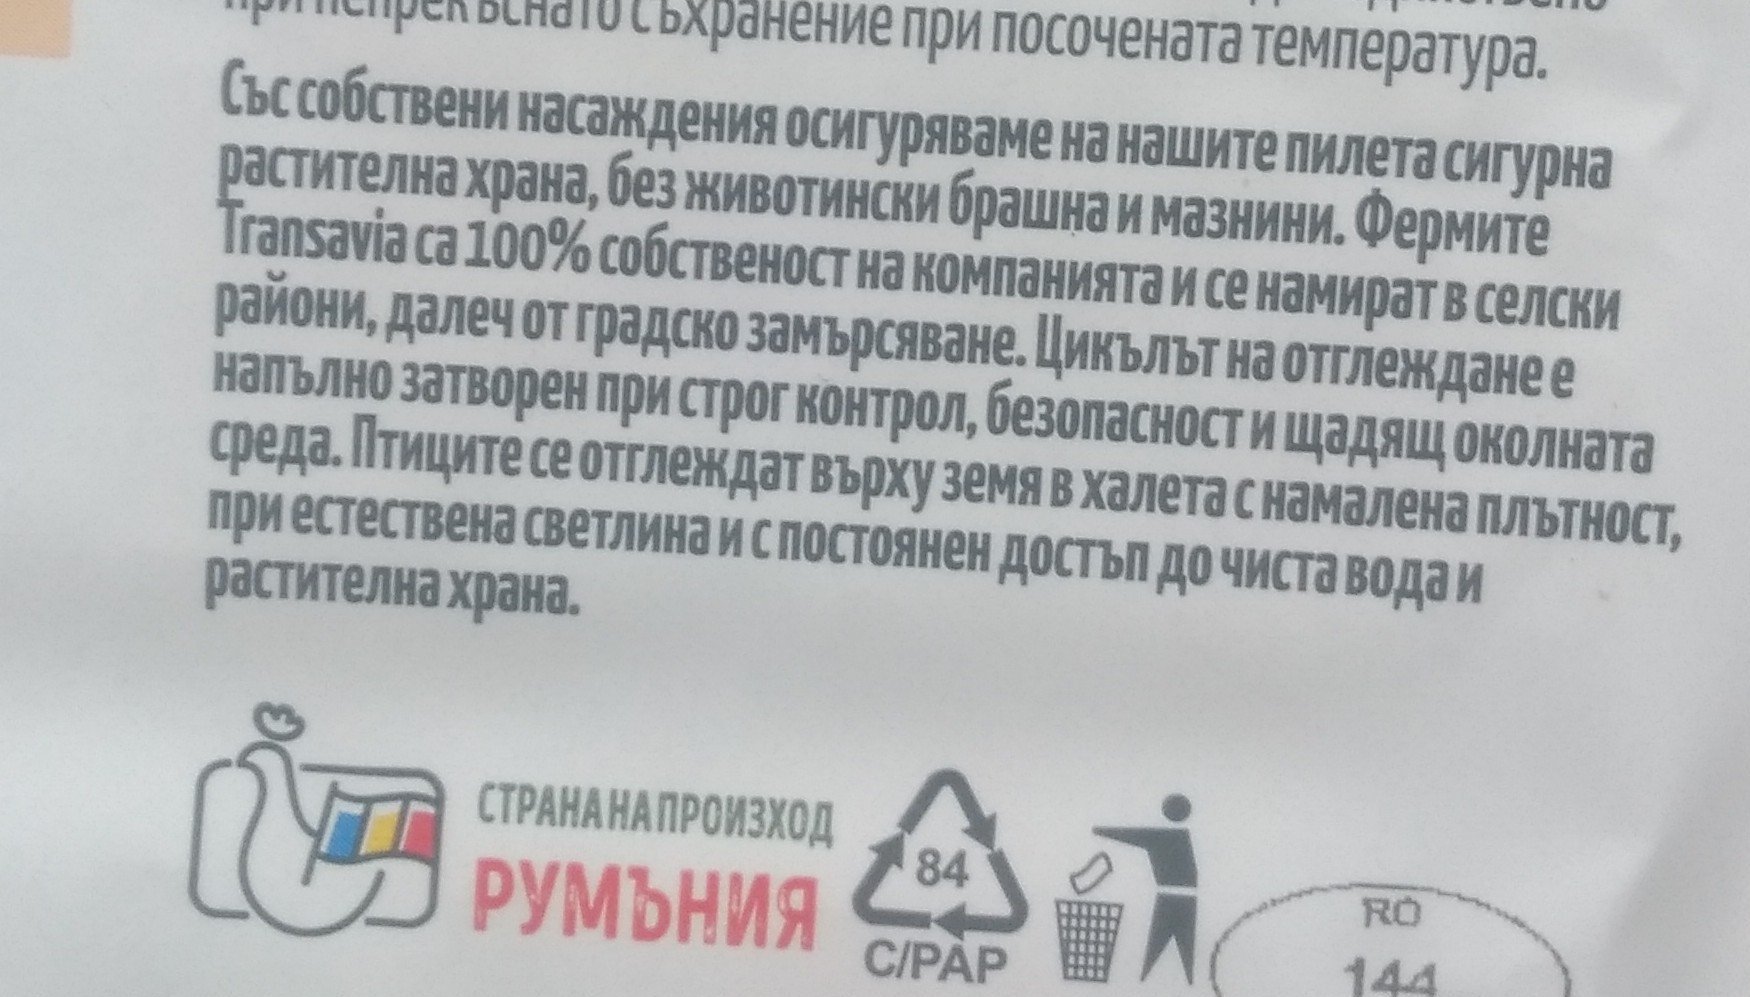 при непрекъснато съхранение при посочената температура.
Със собствени насаждения осигуряваме на нашите пилета сигурна
растителна храна, без животински брашна и мазнини. Фермите
Transavia са 100% собственост на компанията и се намират в селски
райони, далеч от градско замърсяване. Цикълът на отглеждане е
напълно затворен при строг контрол, безопасност и щадящ околната
среда. Птиците се отглеждат върху земя в халета с намалена плътност,
при естествена светлина и с постоянен достъп до чиста вода и
растителна храна.
СТРАНА НА ПРОИЗХОД
РУМЪНИЯ
84
C/PAP
RO
144